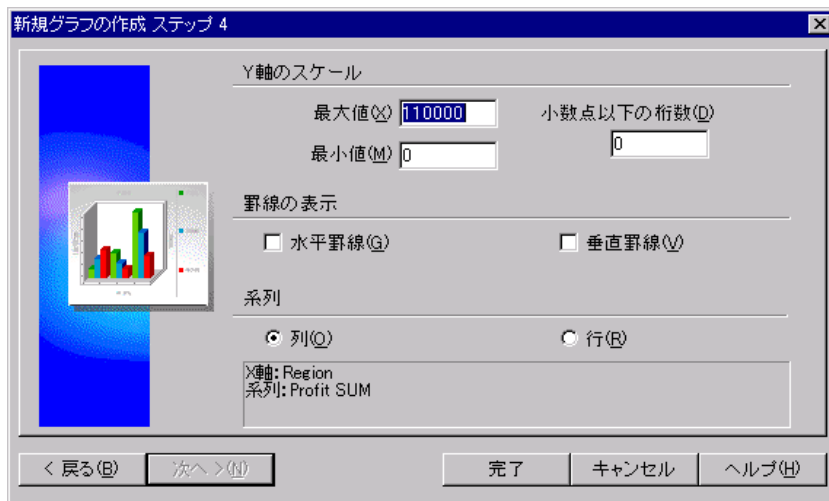 新規グラフの作成 ステップ 4
Y軸のスケール
最大値(X) 110000 小数点以下の桁数(D)
最小値(M) 0 0
罫線の表示
水平罫線(G) 垂直罫線(V)
系列
列(O) 行(R)
X軸: Region
系列: Profit SUM
< 戻る(B) 次へ >(N) 完了 キャンセル ヘルプ(H)